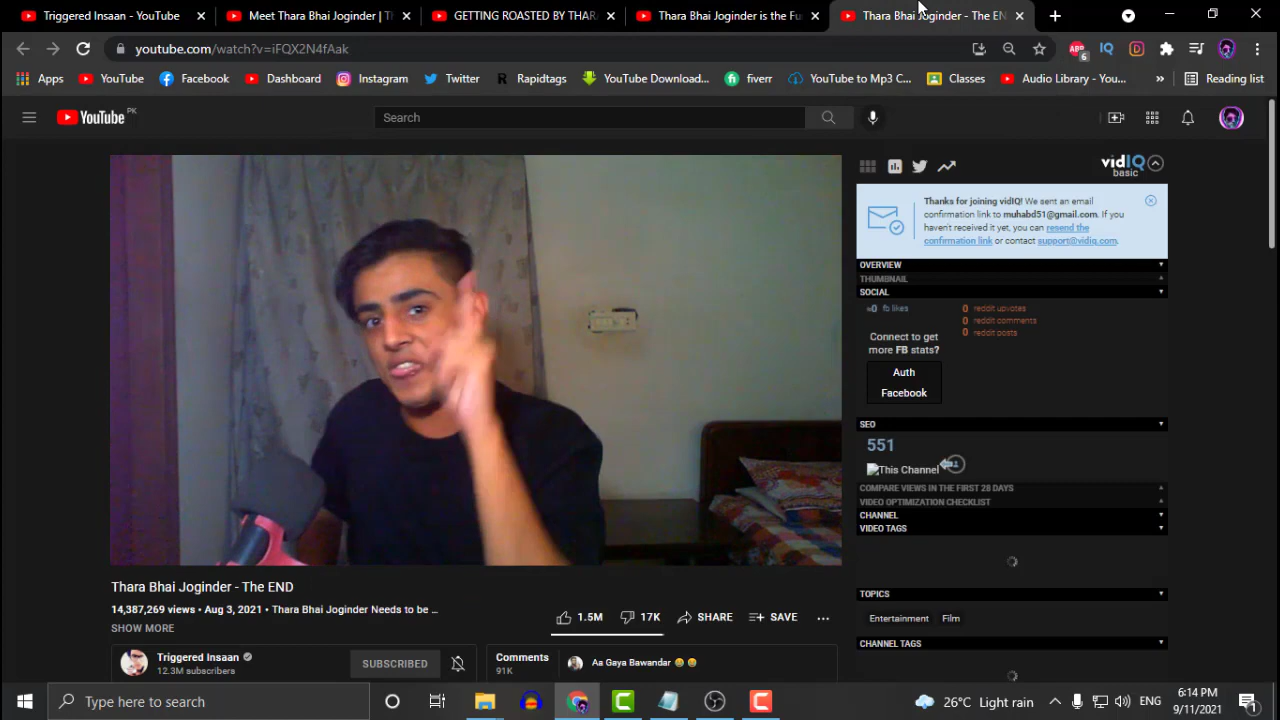 Triggered Insaan - YouTube
Meet Thara Bhai Joginder | T
GETTING ROASTED BY THAR
Thara Bhai Joginder is the Fu
Thara Bhai Joginder - The EN
youtube.com/watch?v=iFQX2N4fAak
ABP
6
IQ
Apps
YouTube
Facebook
Dashboard
Instagram
Twitter
R Rapidtags
YouTube Download...
fi fiverr
YouTube to Mp3 C...
Classes
Audio Library - You...
»
Reading list
YouTube PK
Search
vidIQ
basic
Thanks for joining vidIQ! We sent an email
confirmation link to muhabd51@gmail.com. If you
haven't received it yet, you can resend the
confirmation link or contact support@vidiq.com.
OVERVIEW
THUMBNAIL
SOCIAL
0 fb likes
0 reddit upvotes
0 reddit comments
0 reddit posts
Connect to get
more FB stats?
Auth
Facebook
SEO
551
This Channel
COMPARE VIEWS IN THE FIRST 28 DAYS
VIDEO OPTIMIZATION CHECKLIST
CHANNEL
VIDEO TAGS
TOPICS
Entertainment
Film
CHANNEL TAGS
Thara Bhai Joginder - The END
14,387,269 views • Aug 3, 2021 • Thara Bhai Joginder Needs to be ...
SHOW MORE
1.5M
17K
SHARE
SAVE
Triggered Insaan
12.3M subscribers
SUBSCRIBED
Comments
91K
Aa Gaya Bawandar 😂😂
Type here to search
26°C Light rain
ENG
6:14 PM
9/11/2021
1